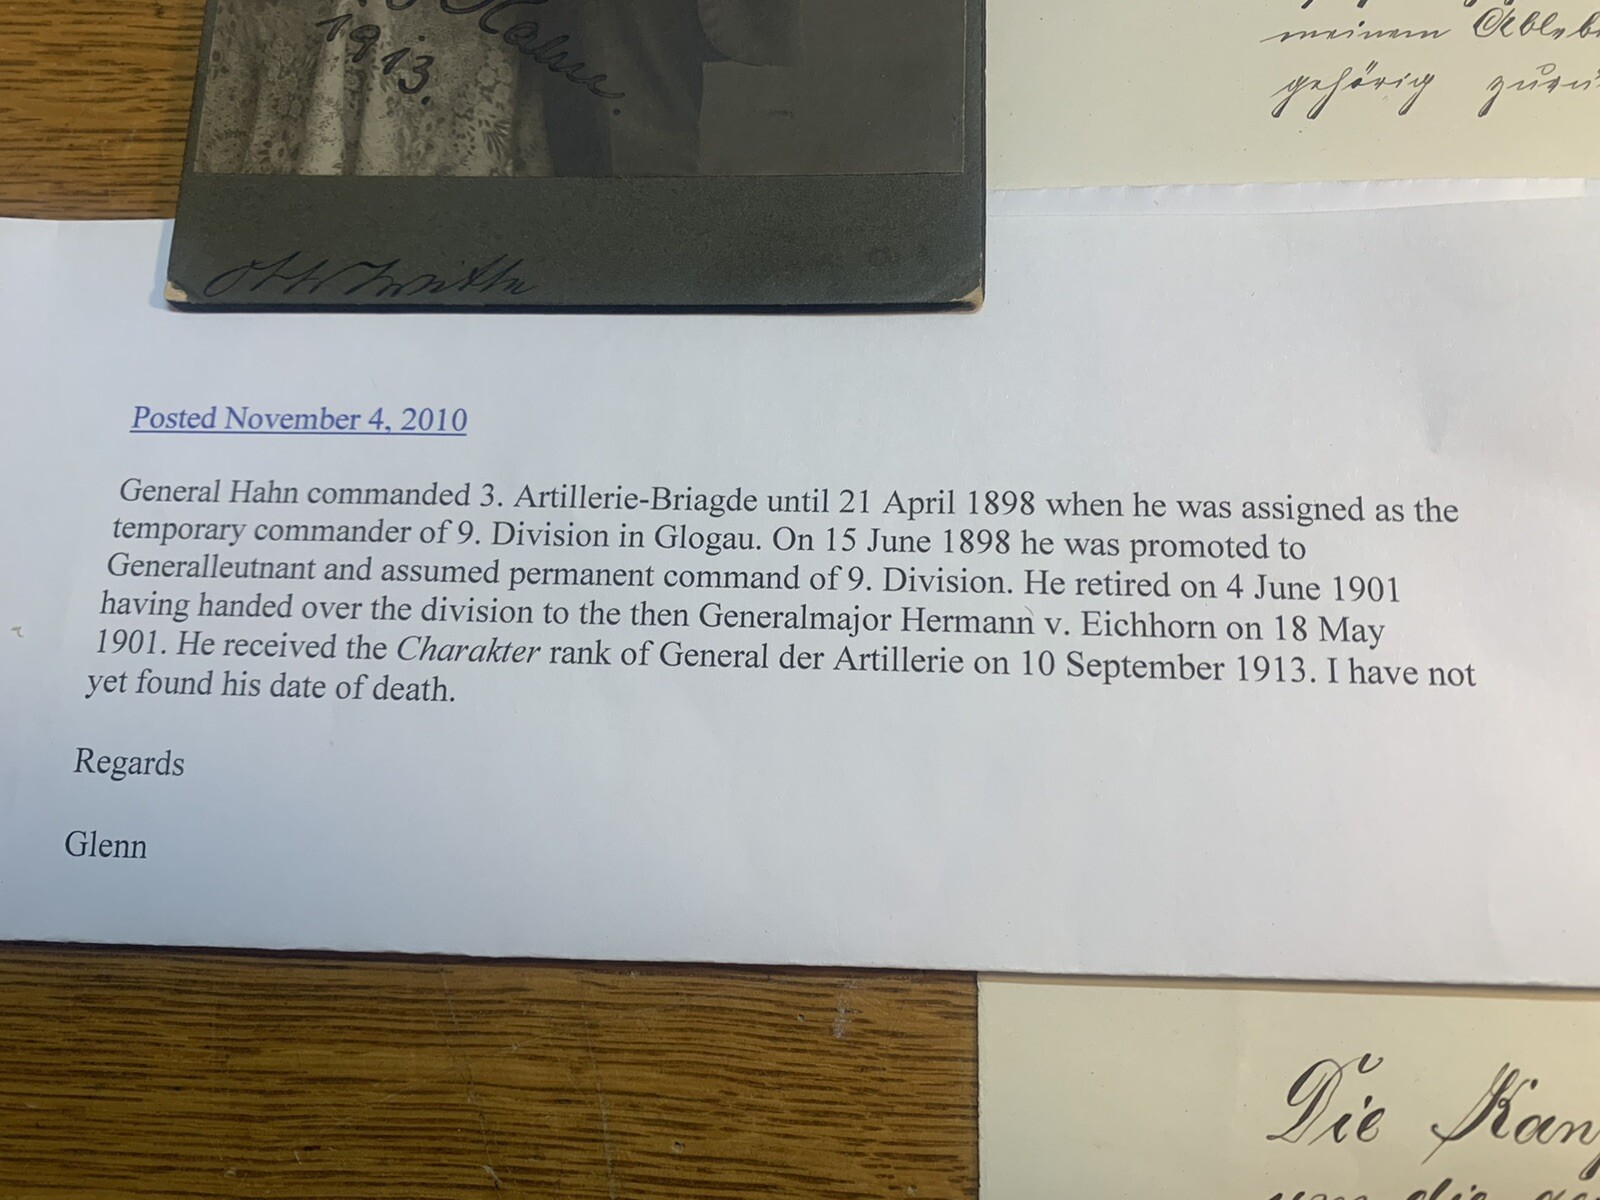 Hahn.
1913.
meinem
gehörig
Posted November 4, 2010
General Hahn commanded 3. Artillerie-Briagde until 21 April 1898 when he was assigned as the
temporary commander of 9. Division in Glogau. On 15 June 1898 he was promoted to
Generalleutnant and assumed permanent command of 9. Division. He retired on 4 June 1901
having handed over the division to the then Generalmajor Hermann v. Eichhorn on 18 May
1901. He received the Charakter rank of General der Artillerie on 10 September 1913. I have not
yet found his date of death.
Regards
Glenn
Die